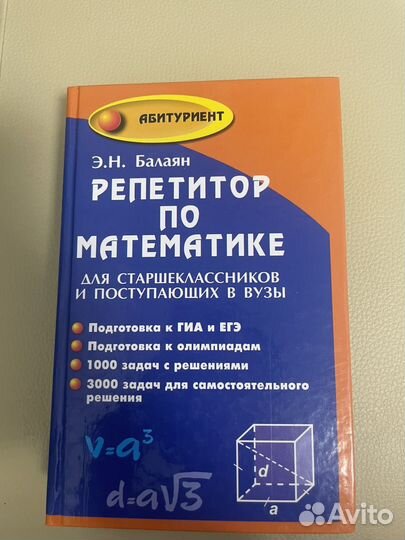 АБИТУРИЕНТ
Э.Н. Балаян
РЕПЕТИТОР
ПО
МАТЕМАТИКЕ
ДЛЯ СТАРШЕКЛАССНИКОВ
И ПОСТУПАЮЩИХ В ВУЗЫ
Подготовка к ГИА и ЕГЭ
Подготовка к олимпиадам
1000 задач с решениями
3000 задач для самостоятельного
решения
v=a³
d=a√3
d
a
Avito